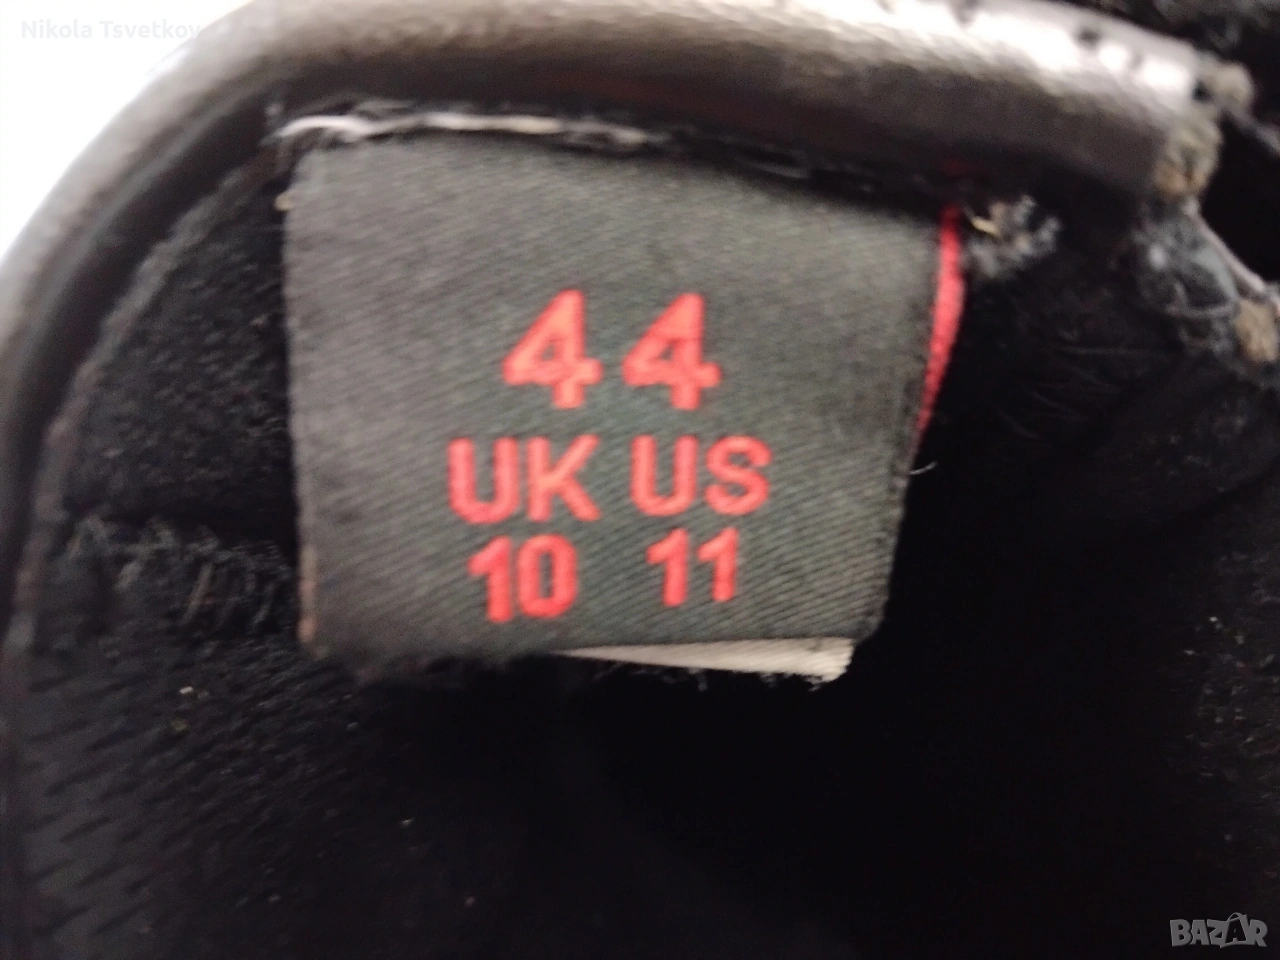 Nikola Tsvetkov
44
UK US
10 11
BAZAR